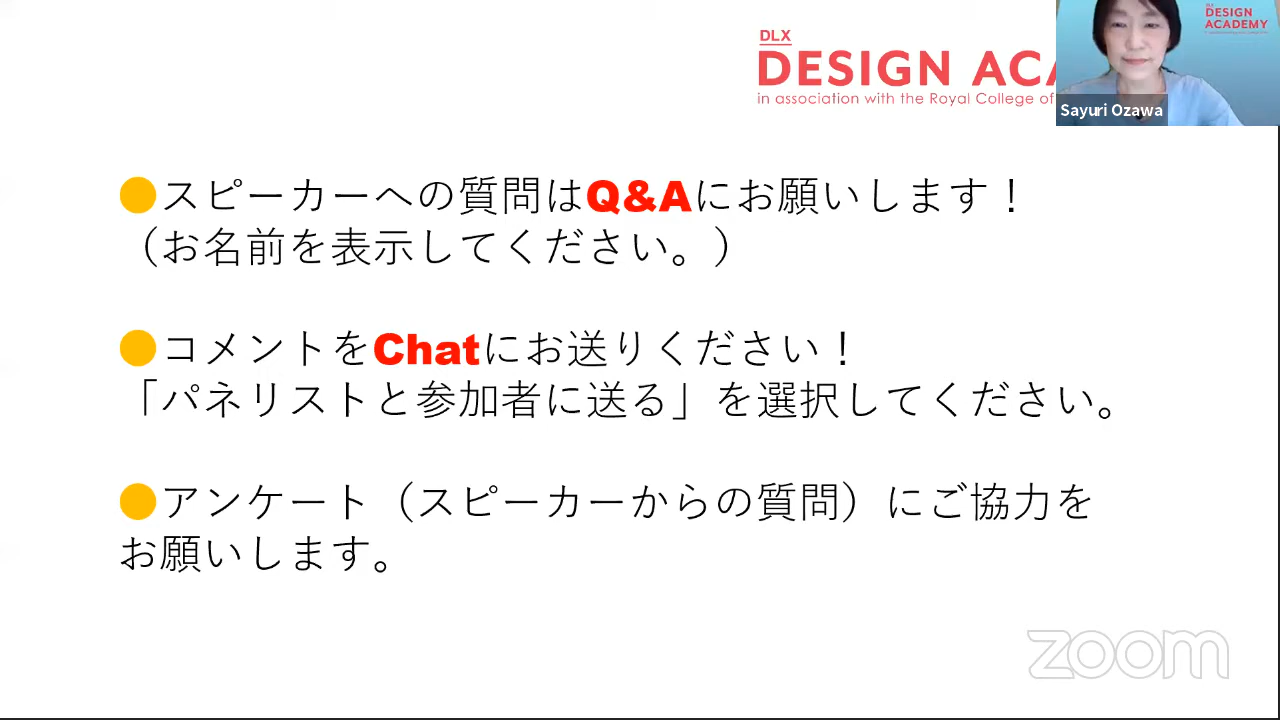 DLX
DESIGN ACA
in association with the Royal College of
DESIGN
ACADEMY
Sayuri Ozawa
●スピーカーへの質問はQ&Aにお願いします！
（お名前を表示してください。）
●コメントをChatにお送りください！
「パネリストと参加者に送る」を選択してください。
●アンケート（スピーカーからの質問）にご協力を
お願いします。
zoom